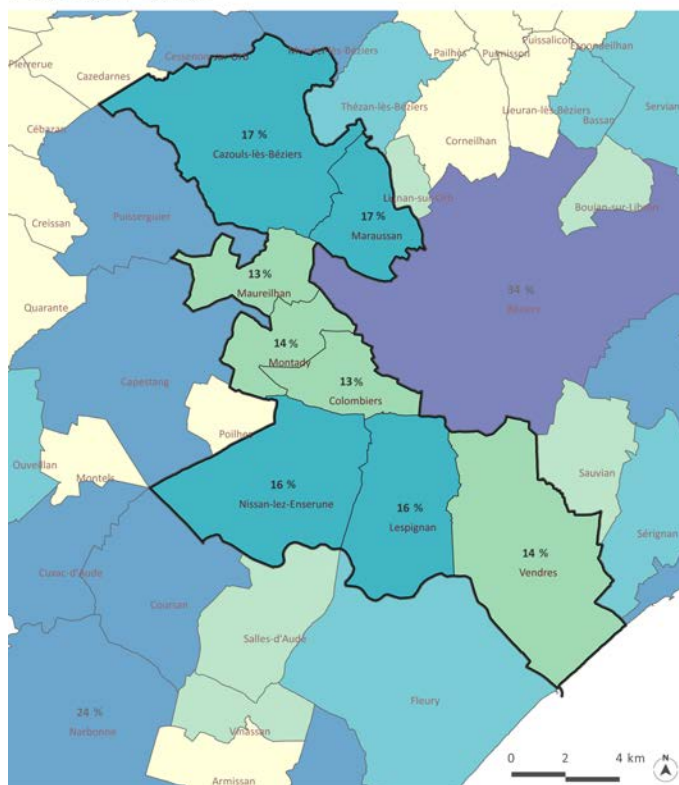 Pierrerue
Cazedarnes
Pailhès
Puimisson
Puissalicon
Espondeilhan
Cébazan
17 %
Cazouls-lès-Béziers
Thézan-lès-Béziers
Lieuran-lès-Béziers
Bassan
Servian
Corneilhan
Creissan
Puisserguier
17 %
Maraussan
Lignan-sur-Orb
Boujan-sur-Libron
Quarante
13 %
Maureilhan
34 %
Béziers
14 %
Montady
Capestang
13 %
Colombiers
Poilhes
Ouveillan
Montels
Sauvian
16 %
Nissan-lez-Enserune
16 %
Lespignan
14 %
Vendres
Sérignan
Cuxac-d'Aude
Coursan
Salles-d'Aude
Fleury
24 %
Narbonne
Vinassan
Armissan
0 2 4 km
N